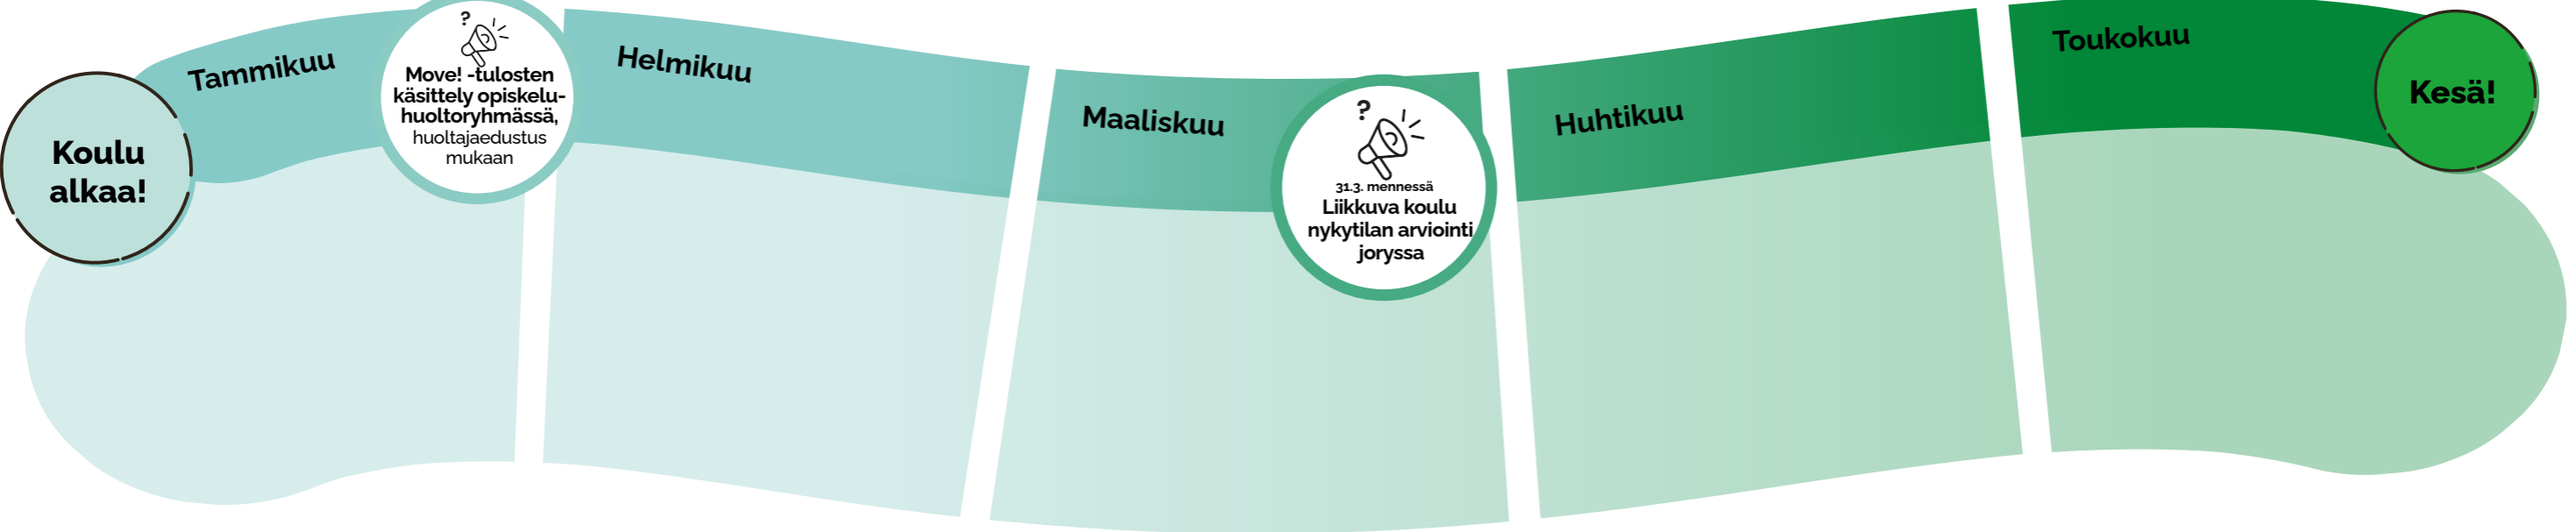 Koulu
alkaa!
Tammikuu
?
Move! -tulosten
käsittely opiskelu-
huoltoryhmässä,
huoltajaedustus
mukaan
Helmikuu
Maaliskuu
?
31.3. mennessä
Liikkuva koulu
nykytilan arviointi
joryssa
Huhtikuu
Toukokuu
Kesä!